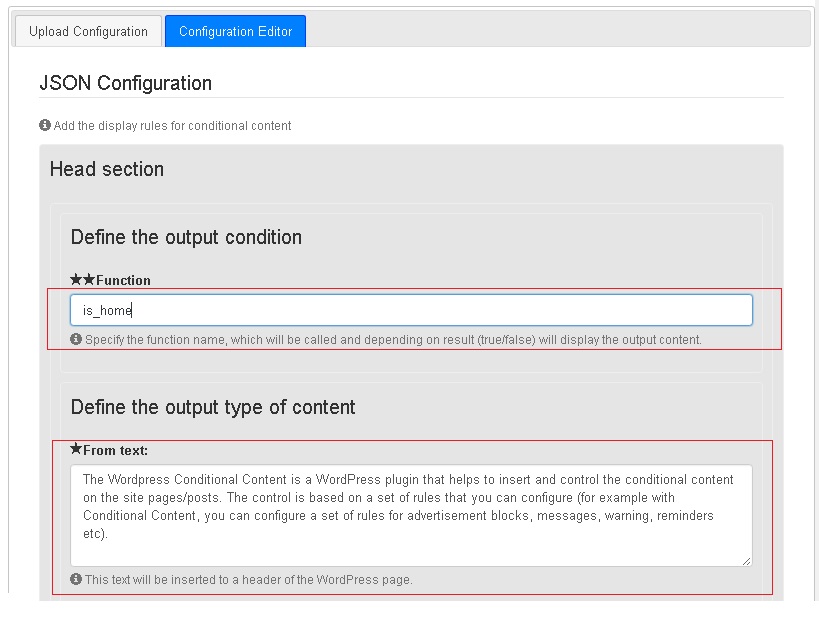 Upload Configuration
Configuration Editor
JSON Configuration
Add the display rules for conditional content
Head section
Define the output condition
★★Function
is_home
Specify the function name, which will be called and depending on result (true/false) will display the output content.
Define the output type of content
★From text:
The Wordpress Conditional Content is a WordPress plugin that helps to insert and control the conditional content
on the site pages/posts. The control is based on a set of rules that you can configure (for example with
Conditional Content, you can configure a set of rules for advertisement blocks, messages, warning, reminders
etc).
This text will be inserted to a header of the WordPress page.